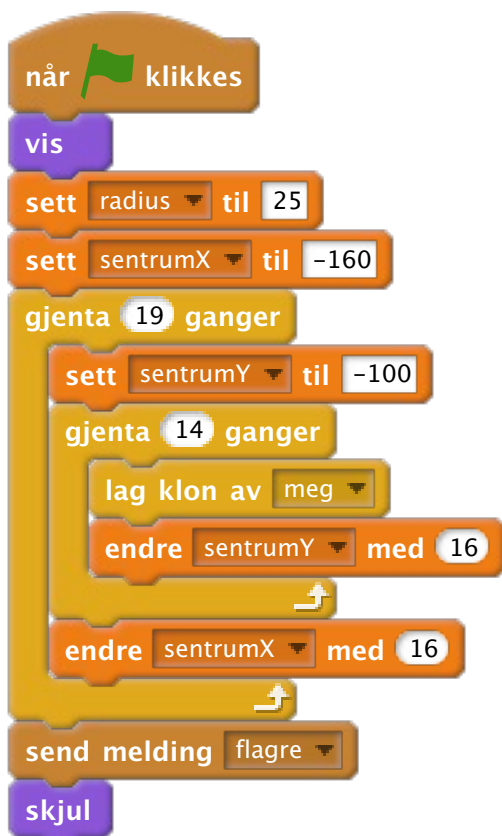 når klikkes
vis
sett radius til 25
sett sentrumX til -160
gjenta 19 ganger
sett sentrumY til -100
gjenta 14 ganger
lag klon av meg
endre sentrumY med 16
endre sentrumX med 16
send melding flagre
skjul